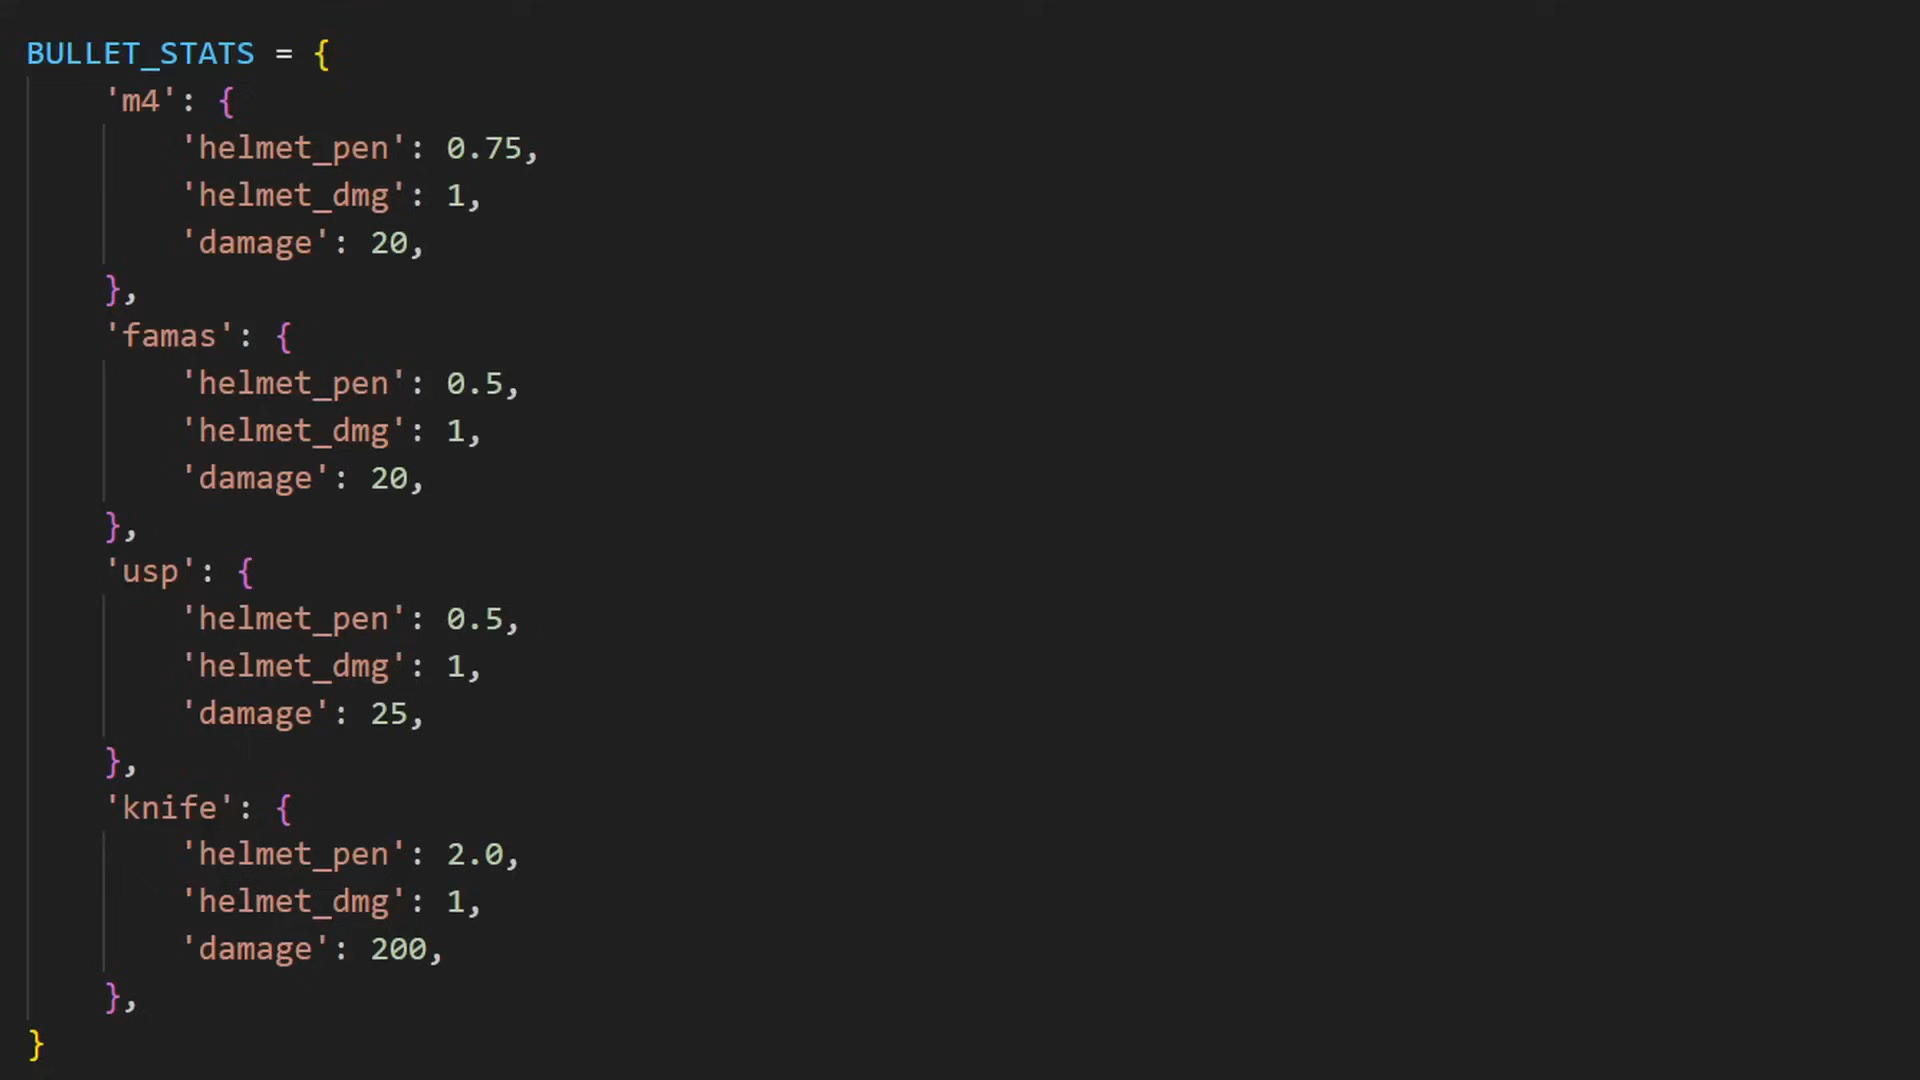 BULLET_STATS = {
    'm4': {
        'helmet_pen': 0.75,
        'helmet_dmg': 1,
        'damage': 20,
    },
    'famas': {
        'helmet_pen': 0.5,
        'helmet_dmg': 1,
        'damage': 20,
    },
    'usp': {
        'helmet_pen': 0.5,
        'helmet_dmg': 1,
        'damage': 25,
    },
    'knife': {
        'helmet_pen': 2.0,
        'helmet_dmg': 1,
        'damage': 200,
    },
}